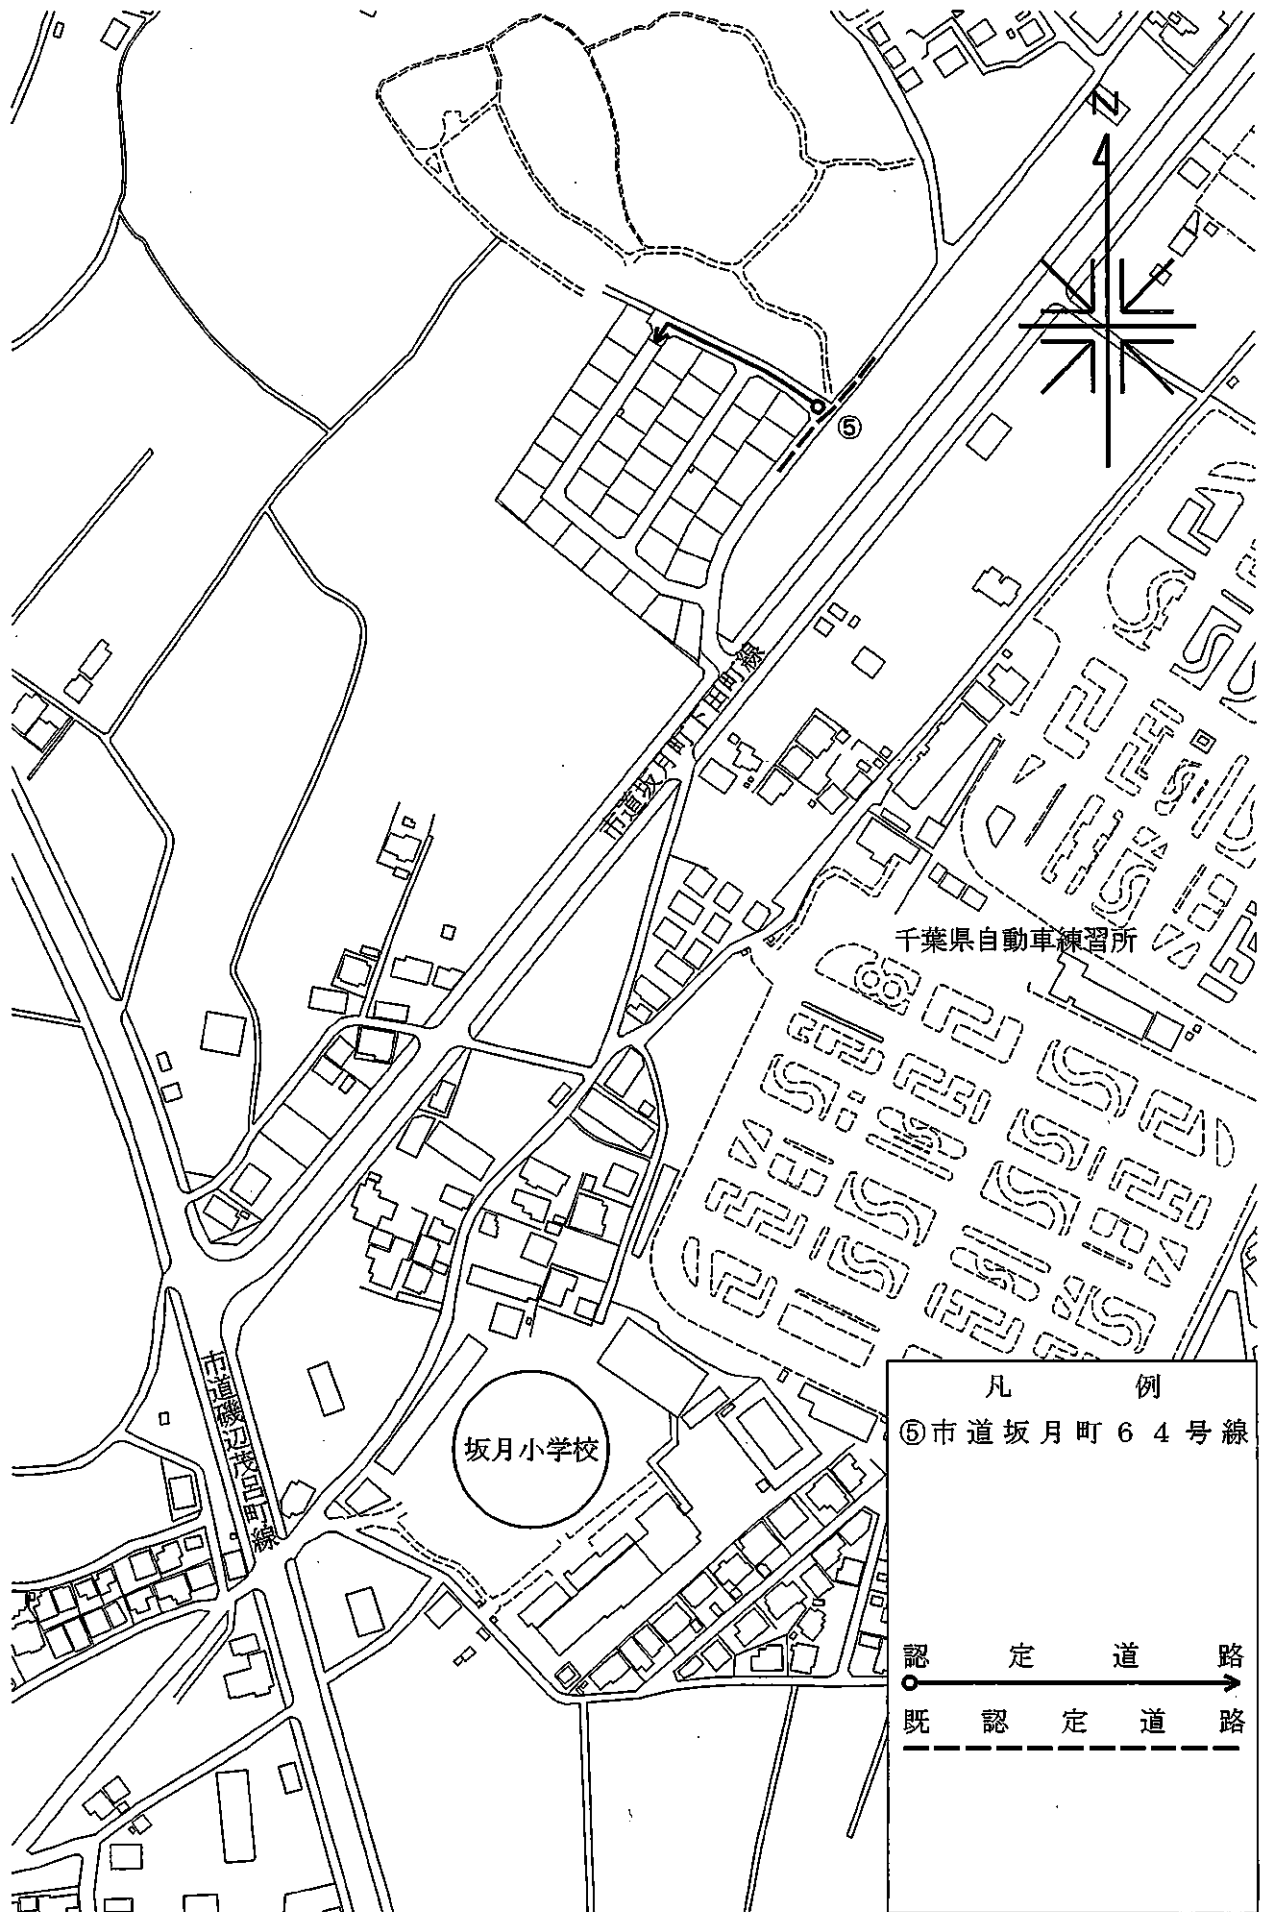 N
⑤
市道坂月町下田町線
千葉県自動車練習所
市道磯辺茂呂町線
坂月小学校
凡例
⑤市道坂月町64号線
認定道路
既認定道路